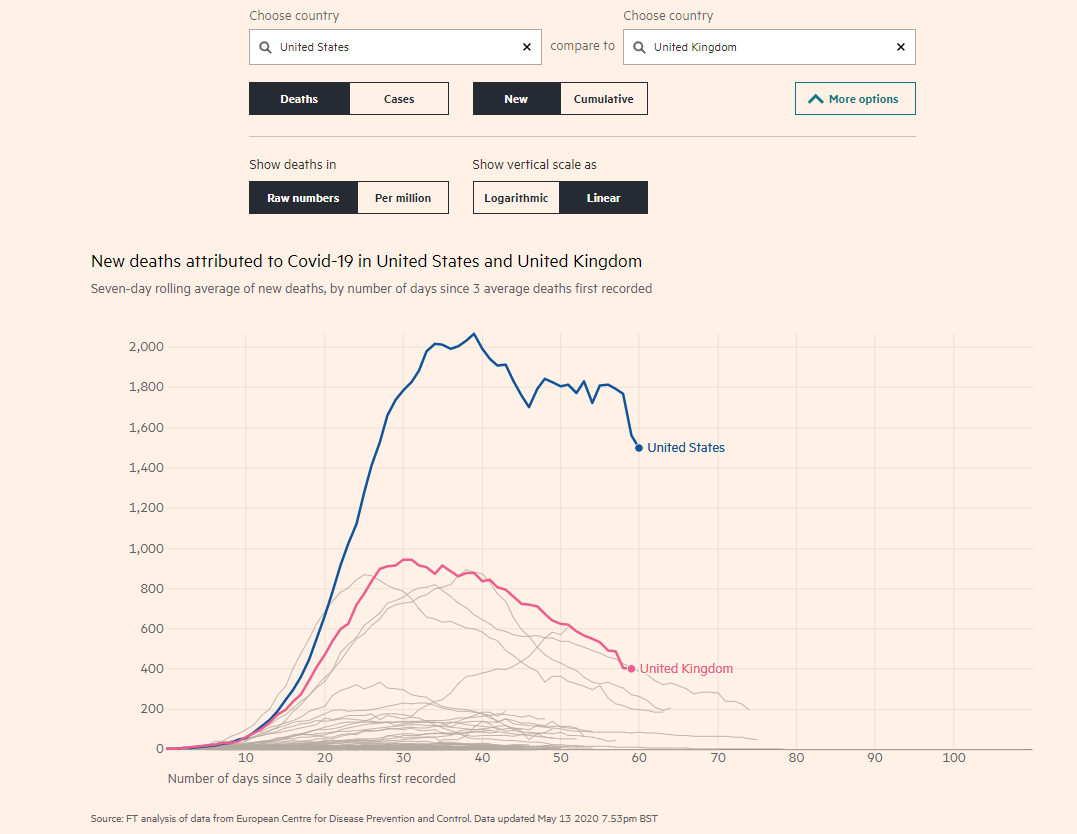 Choose country
Choose country
United States × compare to United Kingdom ×
Deaths Cases New Cumulative More options
Show deaths in Show vertical scale as
Raw numbers Per million Logarithmic Linear
New deaths attributed to Covid-19 in United States and United Kingdom
Seven-day rolling average of new deaths, by number of days since 3 average deaths first recorded
2,000
1,800
1,600
United States
1,400
1,200
1,000
800
600
400
United Kingdom
200
0
10 20 30 40 50 60 70 80 90 100
Number of days since 3 daily deaths first recorded
Source: FT analysis of data from European Centre for Disease Prevention and Control. Data updated May 13 2020 7.53pm BST